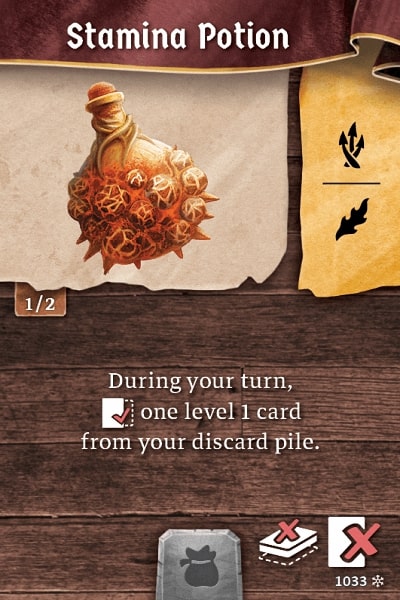 Stamina Potion
1/2
During your turn,
one level 1 card
from your discard pile.
1033